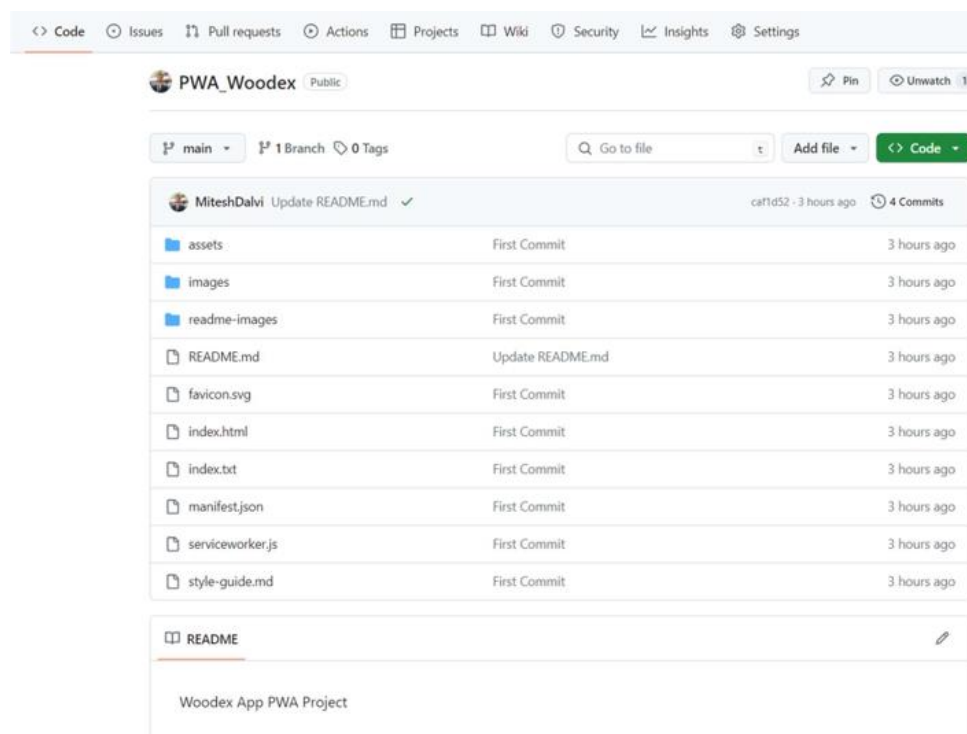 Code Issues Pull requests Actions Projects Wiki Security Insights Settings
PWA_Woodex Public Pin Unwatch 1
main 1 Branch 0 Tags Go to file t Add file Code
MiteshDalvi Update README.md caf1d52 · 3 hours ago 4 Commits
assets First Commit 3 hours ago
images First Commit 3 hours ago
readme-images First Commit 3 hours ago
README.md Update README.md 3 hours ago
favicon.svg First Commit 3 hours ago
index.html First Commit 3 hours ago
index.txt First Commit 3 hours ago
manifest.json First Commit 3 hours ago
serviceworker.js First Commit 3 hours ago
style-guide.md First Commit 3 hours ago
README
Woodex App PWA Project